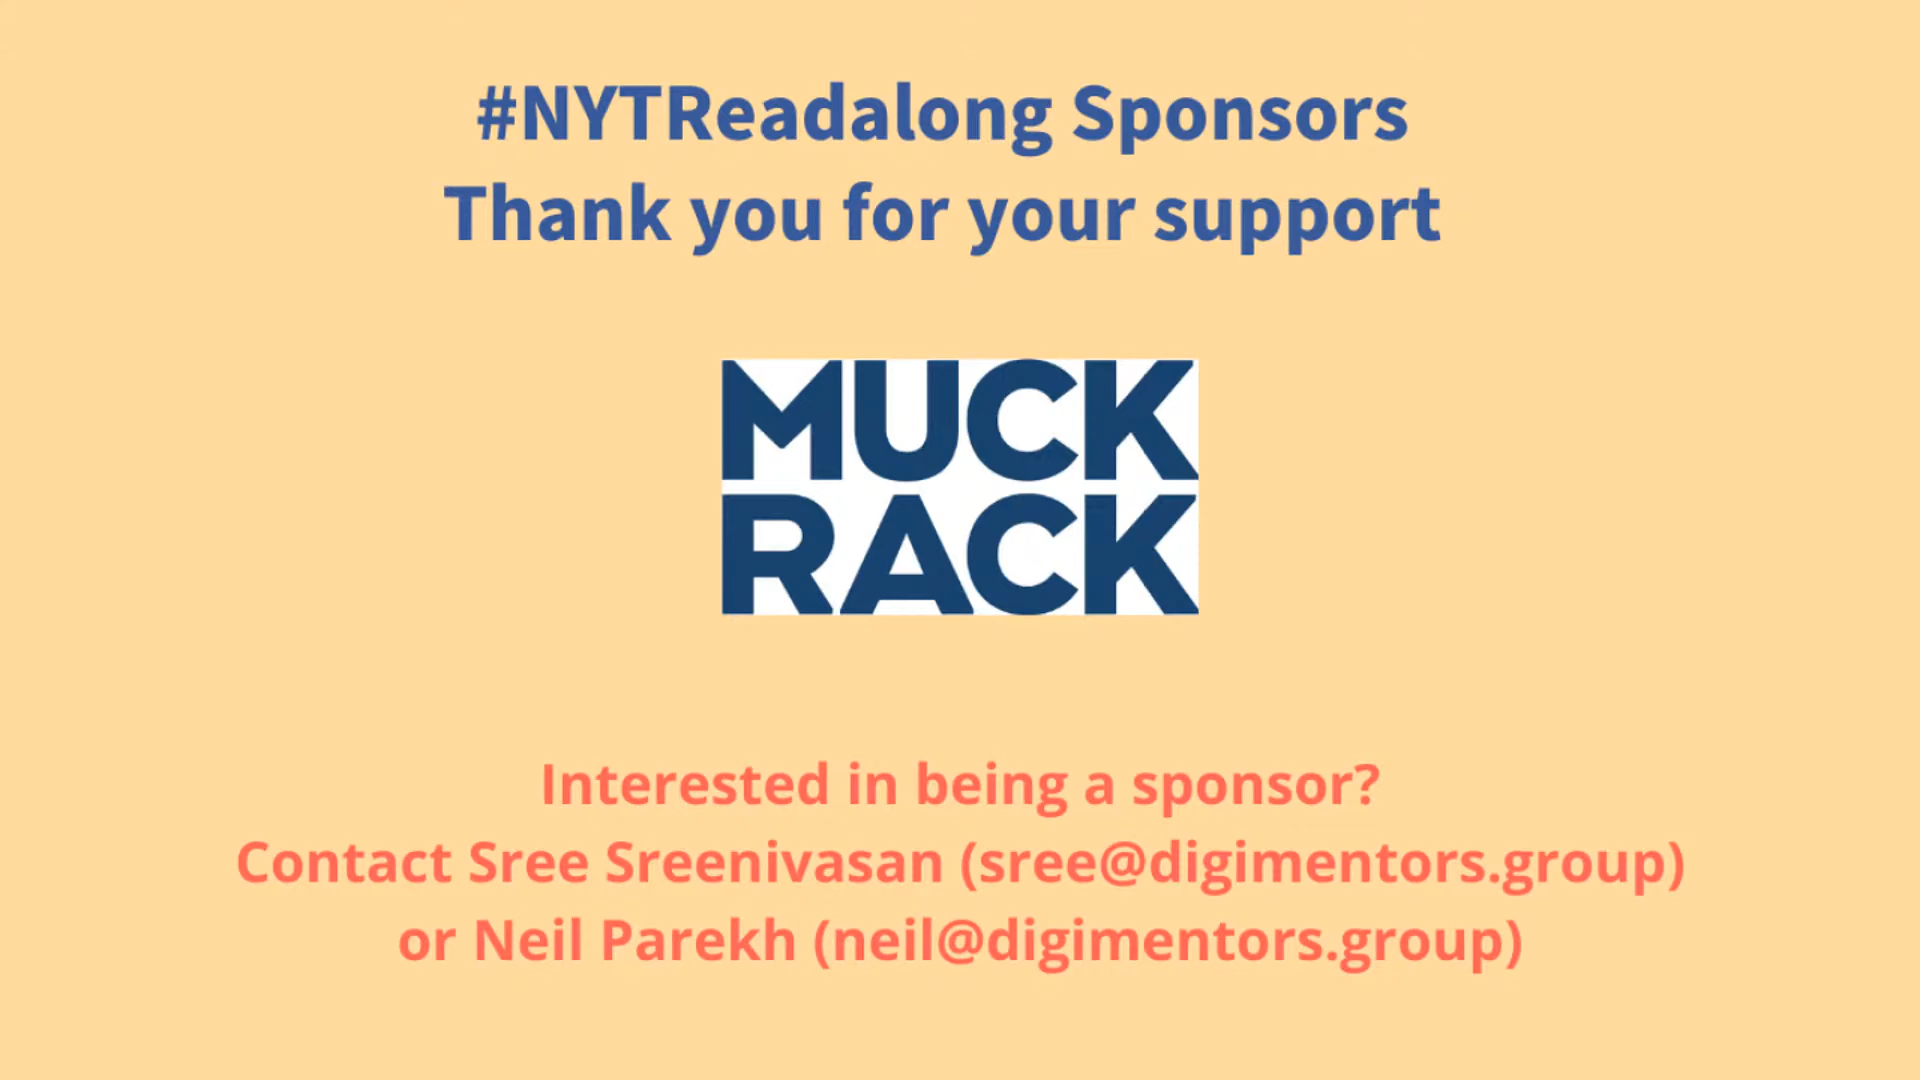 #NYTReadalong Sponsors
Thank you for your support
MUCK
RACK
Interested in being a sponsor?
Contact Sree Sreenivasan (sree@digimentors.group)
or Neil Parekh (neil@digimentors.group)